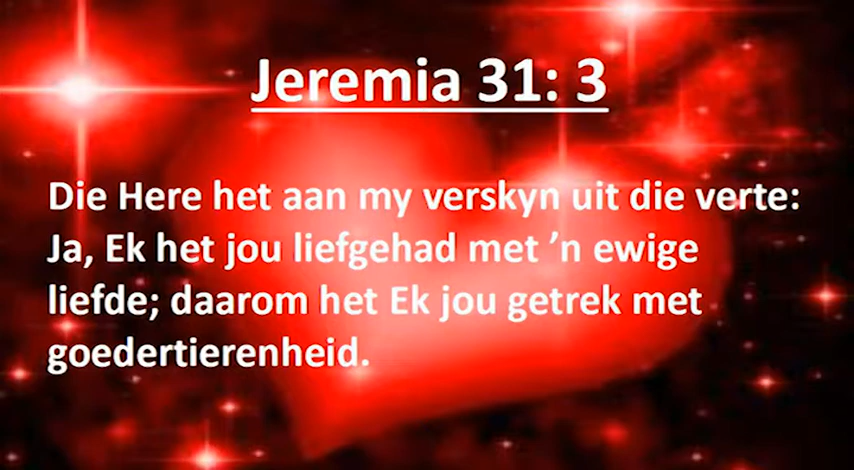 Jeremia 31: 3
Die Here het aan my verskyn uit die verte:
Ja, Ek het jou liefgehad met ’n ewige
liefde; daarom het Ek jou getrek met
goedertierenheid.